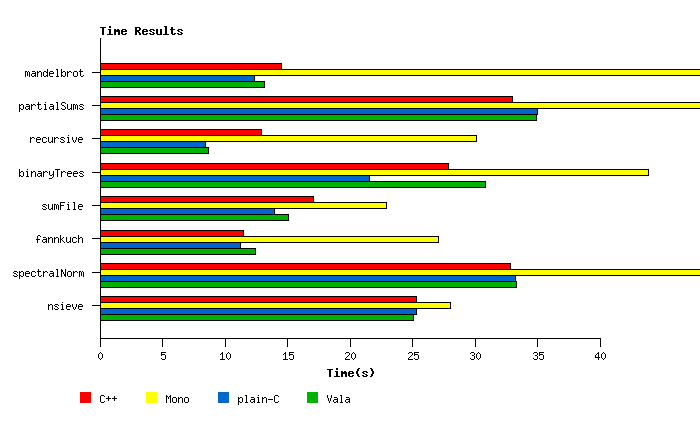 Time Results
mandelbrot
partialSums
recursive
binaryTrees
sumFile
fannkuch
spectralNorm
nsieve
0 5 10 15 20 25 30 35 40
Time(s)
C++ Mono plain-C Vala